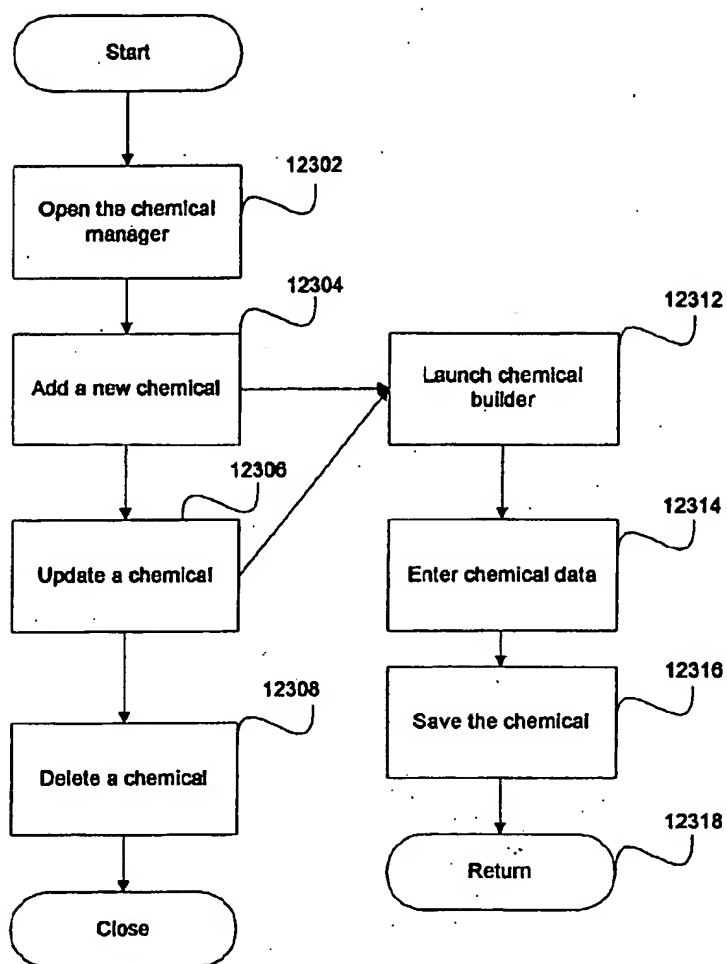 Start
12302
Open the chemical
manager
12304
Add a new chemical
12306
Update a chemical
12308
Delete a chemical
Close
12312
Launch chemical
builder
12314
Enter chemical data
12316
Save the chemical
12318
Return